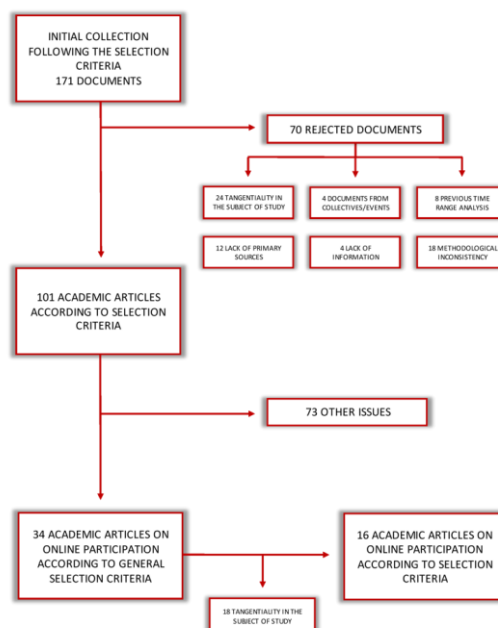 INITIAL COLLECTION
FOLLOWING THE SELECTION
CRITERIA
171 DOCUMENTS
70 REJECTED DOCUMENTS
24 TANGENTIALITY IN
THE SUBJECT OF STUDY
4 DOCUMENTS FROM
COLLECTIVES/EVENTS
8 PREVIOUS TIME
RANGE ANALYSIS
12 LACK OF PRIMARY
SOURCES
4 LACK OF
INFORMATION
18 METHODOLOGICAL
INCONSISTENCY
101 ACADEMIC ARTICLES
ACCORDING TO SELECTION
CRITERIA
73 OTHER ISSUES
34 ACADEMIC ARTICLES ON
ONLINE PARTICIPATION
ACCORDING TO GENERAL
SELECTION CRITERIA
16 ACADEMIC ARTICLES ON
ONLINE PARTICIPATION
ACCORDING TO SELECTION
CRITERIA
18 TANGENTIALITY IN THE
SUBJECT OF STUDY